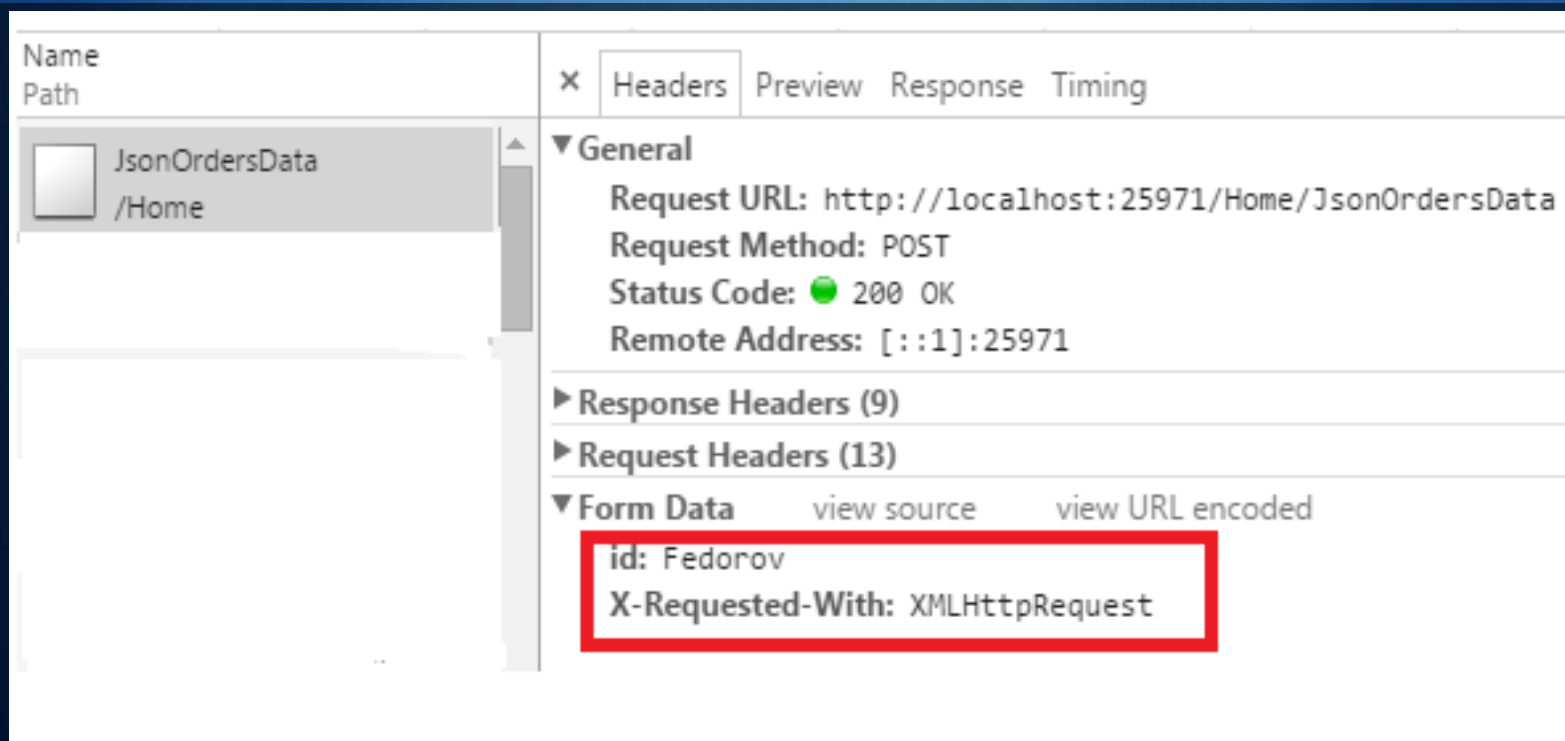 Name
Path
JsonOrdersData
/Home
× Headers Preview Response Timing
▼General
Request URL: http://localhost:25971/Home/JsonOrdersData
Request Method: POST
Status Code: 200 OK
Remote Address: [::1]:25971
▶Response Headers (9)
▶Request Headers (13)
▼Form Data view source view URL encoded
id: Fedorov
X-Requested-With: XMLHttpRequest